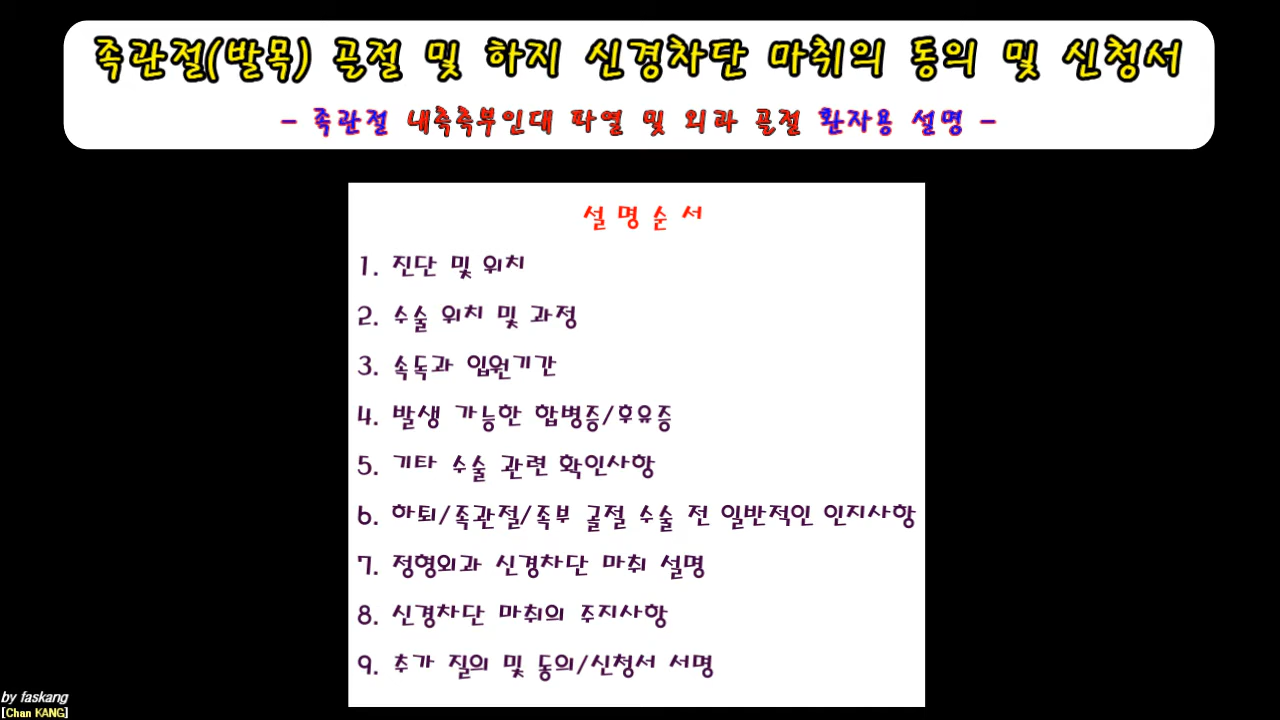 족관절(발목) 골절 및 하지 신경차단 마취의 동의 및 신청서
- 족관절 내측측부인대 파열 및 외과 골절 환자용 설명 -
설명순서
1. 진단 및 위치
2. 수술 위치 및 과정
3. 속독과 입원기간
4. 발생 가능한 합병증/후유증
5. 기타 수술 관련 확인사항
6. 하퇴/족관절/족부 골절 수술 전 일반적인 인지사항
7. 정형외과 신경차단 마취 설명
8. 신경차단 마취의 주지사항
9. 추가 질의 및 동의/신청서 서명
by faskang
[Chan KANG]